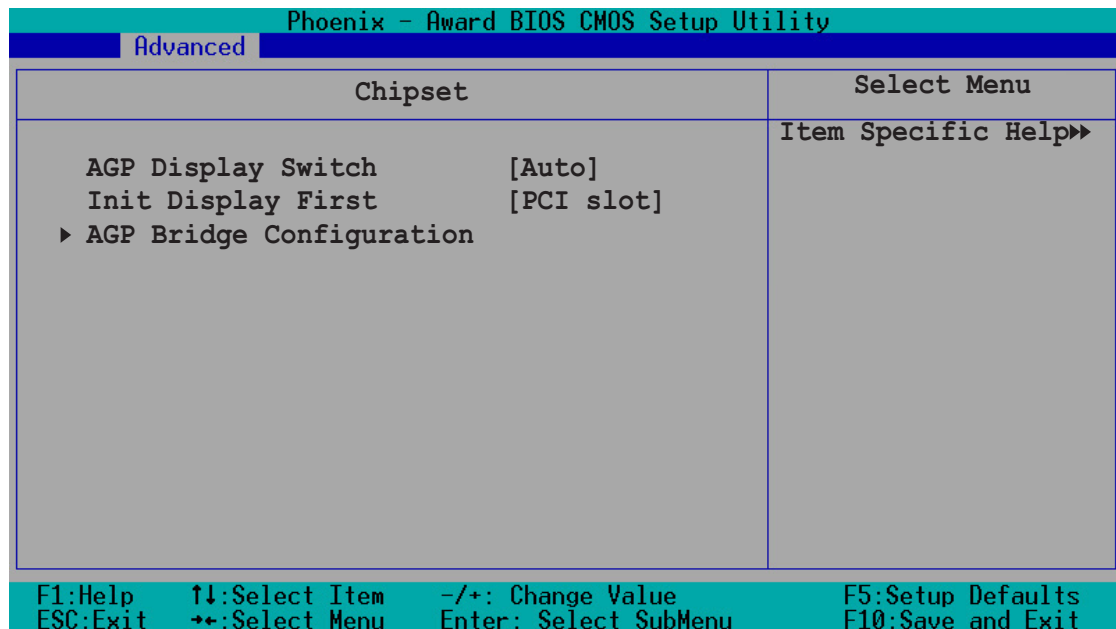 Phoenix - Award BIOS CMOS Setup Utility
Advanced
Chipset
Select Menu
Item Specific Help▸▸
AGP Display Switch [Auto]
Init Display First [PCI slot]
▸ AGP Bridge Configuration
F1:Help ↑↓:Select Item -/+: Change Value F5:Setup Defaults
ESC:Exit →←:Select Menu Enter: Select SubMenu F10:Save and Exit